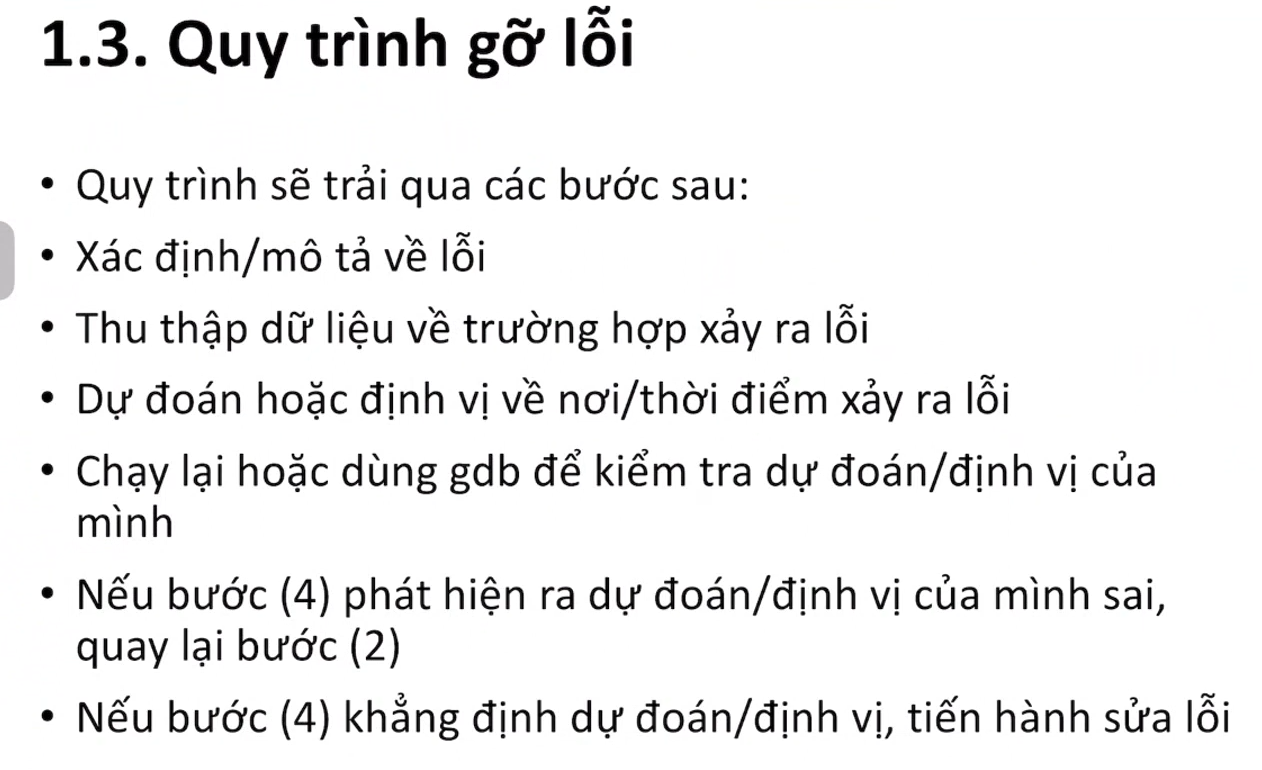 1.3. Quy trình gỡ lỗi
• Quy trình sẽ trải qua các bước sau:
• Xác định/mô tả về lỗi
• Thu thập dữ liệu về trường hợp xảy ra lỗi
• Dự đoán hoặc định vị về nơi/thời điểm xảy ra lỗi
• Chạy lại hoặc dùng gdb để kiểm tra dự đoán/định vị của
mình
• Nếu bước (4) phát hiện ra dự đoán/định vị của mình sai,
quay lại bước (2)
• Nếu bước (4) khẳng định dự đoán/định vị, tiến hành sửa lỗi